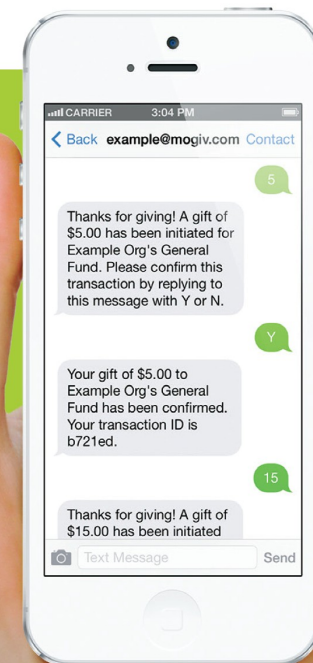 CARRIER 3:04 PM
Back example@mogiv.com Contact
5
Thanks for giving! A gift of
$5.00 has been initiated for
Example Org's General
Fund. Please confirm this
transaction by replying to
this message with Y or N.
Y
Your gift of $5.00 to
Example Org's General
Fund has been confirmed.
Your transaction ID is
b721ed.
15
Thanks for giving! A gift of
$15.00 has been initiated
Text Message Send